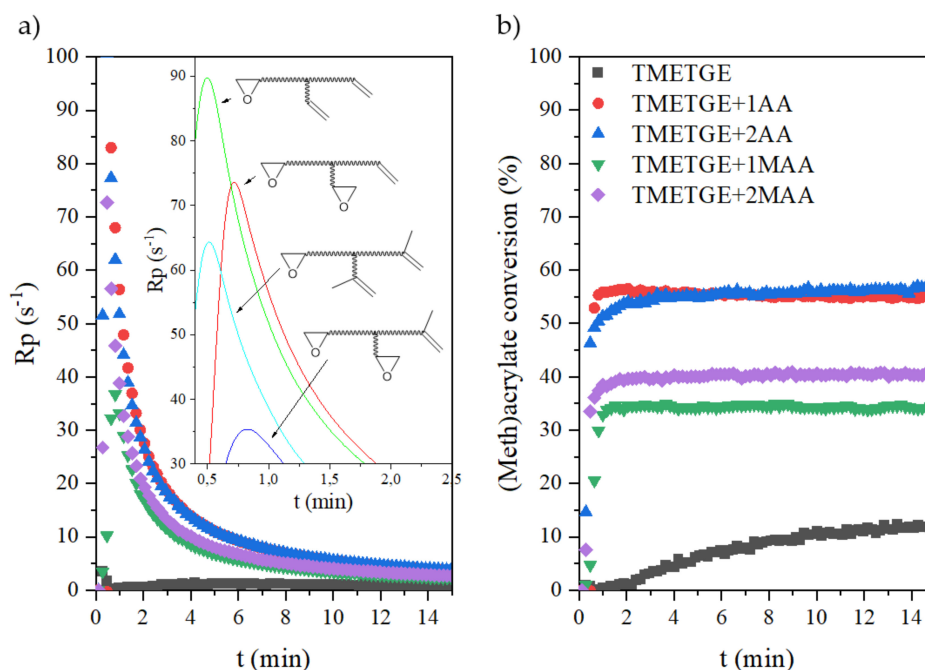 a)
b)
100
90
80
70
60
50
40
30
20
10
0
Rp (s⁻¹)
0 2 4 6 8 10 12 14
t (min)
90
80
70
60
50
40
30
Rp (s⁻¹)
0,5 1,0 1,5 2,0 2,5
t (min)
O
O
O
O
O
O
100
90
80
70
60
50
40
30
20
10
0
(Meth)acrylate conversion (%)
TMETGE
TMETGE+1AA
TMETGE+2AA
TMETGE+1MAA
TMETGE+2MAA
0 2 4 6 8 10 12 14
t (min)